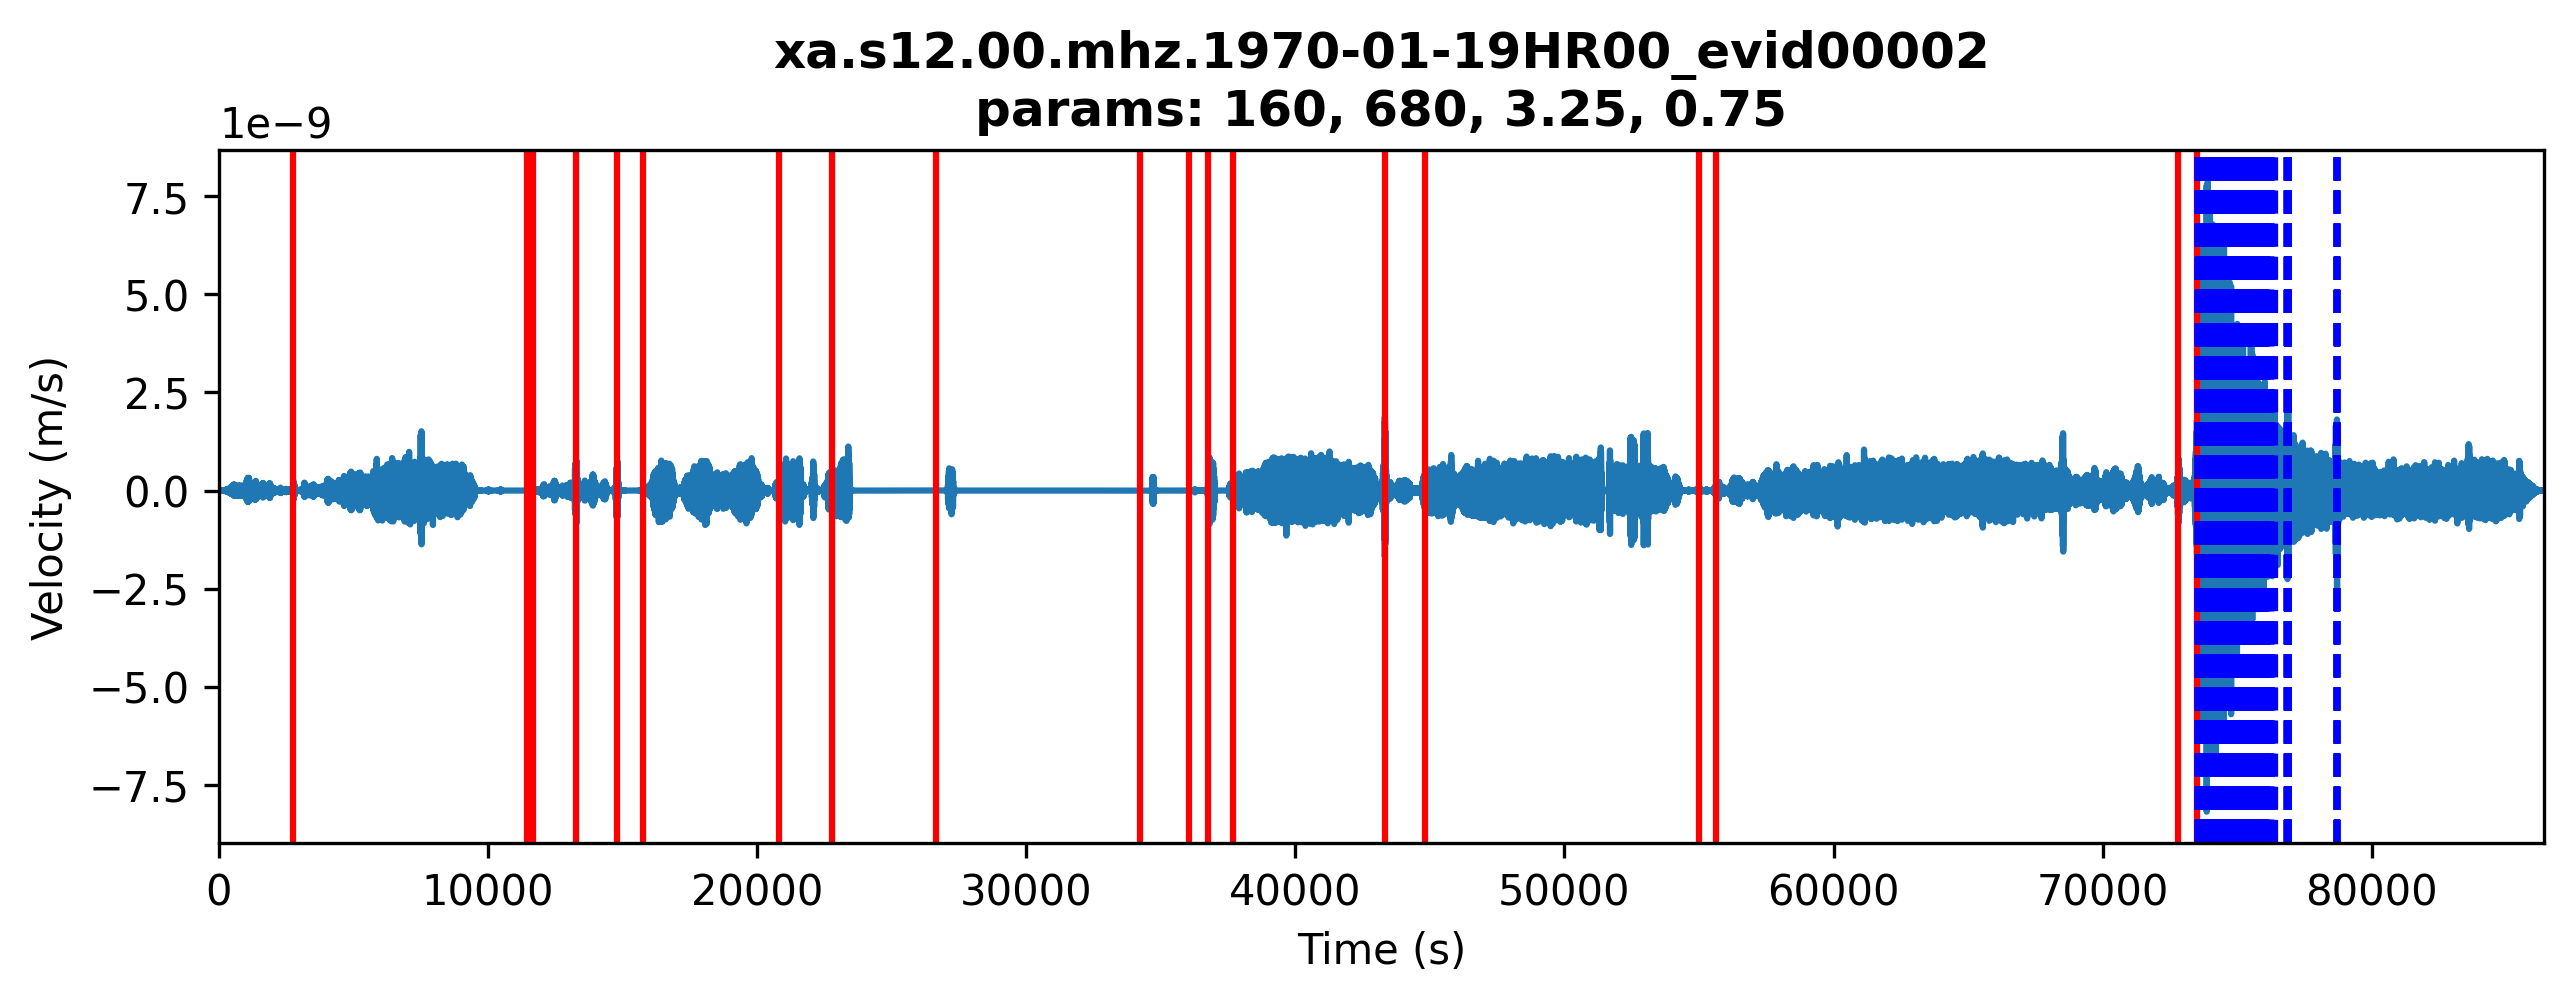 xa.s12.00.mhz.1970-01-19HR00_evid00002
params: 160, 680, 3.25, 0.75
1e−9
7.5
5.0
2.5
0.0
−2.5
−5.0
−7.5
Velocity (m/s)
0 10000 20000 30000 40000 50000 60000 70000 80000
Time (s)